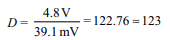 D = 4.8 V / 39.1 mV = 122.76 ≈ 123